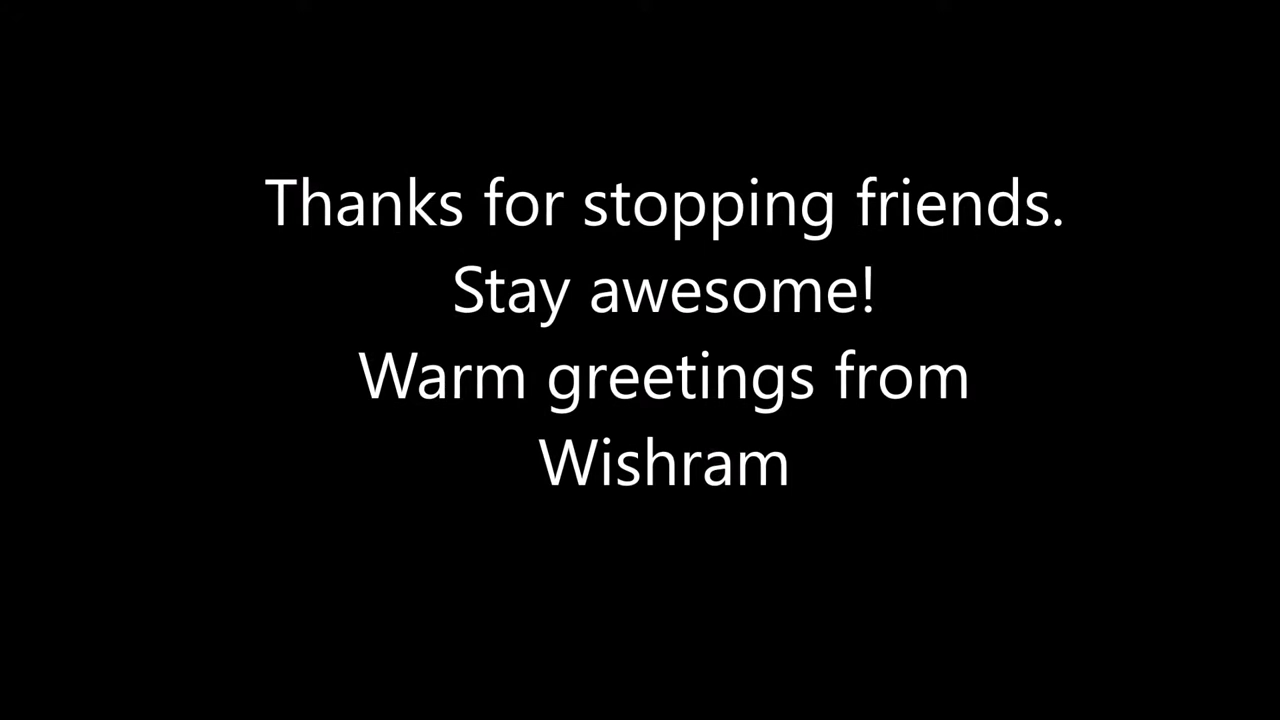 Thanks for stopping friends.
Stay awesome!
Warm greetings from
Wishram